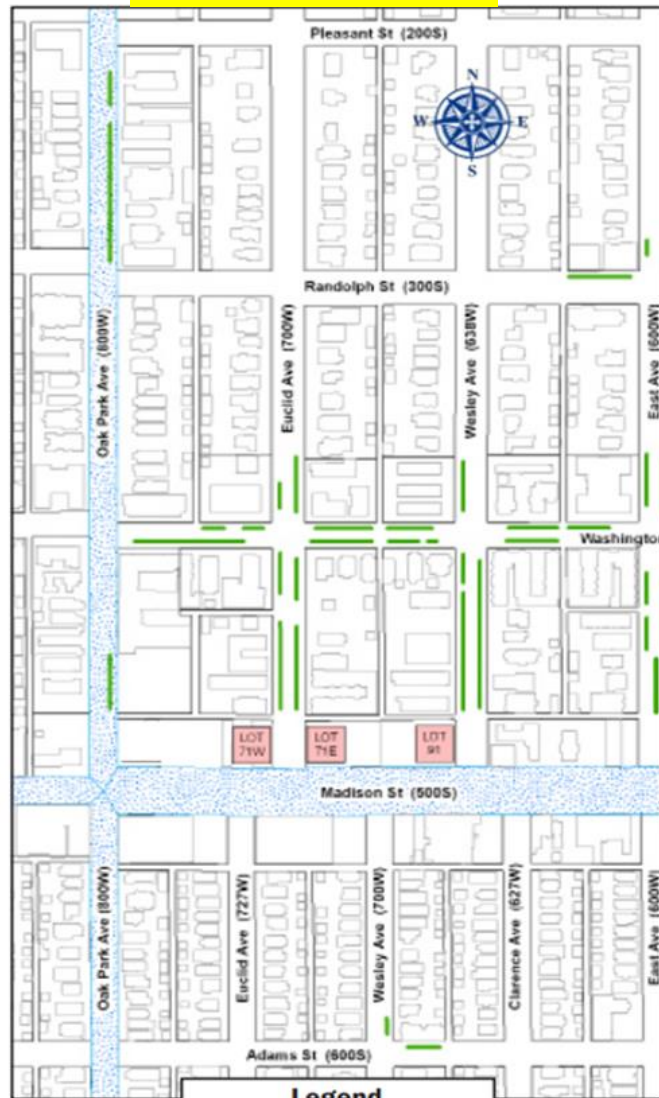 Pleasant St (200S)
N
W
E
S
Randolph St (300S)
Oak Park Ave (800W)
Euclid Ave (700W)
Wesley Ave (638W)
East Ave (600W)
Washington
LOT
71W
LOT
71E
LOT
91
Madison St (500S)
Oak Park Ave (800W)
Euclid Ave (727W)
Wesley Ave (700W)
Clarence Ave (627W)
East Ave (600W)
Adams St (600S)
Legend